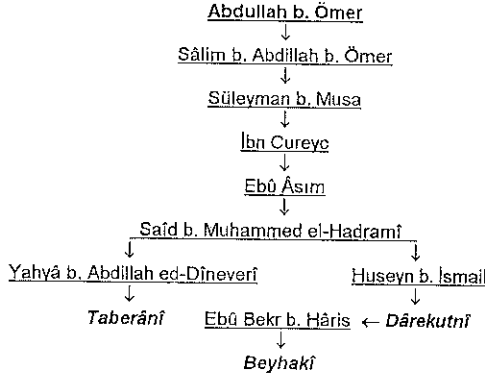 Abdullah b. Ömer
↓
Sâlim b. Abdillah b. Ömer
↓
Süleyman b. Musa
↓
İbn Cureyc
↓
Ebû Âsım
↓
Saîd b. Muhammed el-Hadramî
↓ ↓
Yahyâ b. Abdillah ed-Dîneverî Huseyn b. İsmail
↓ ↓
Taberânî Ebû Bekr b. Hâris ← Dârekutnî
↓
Beyhakî